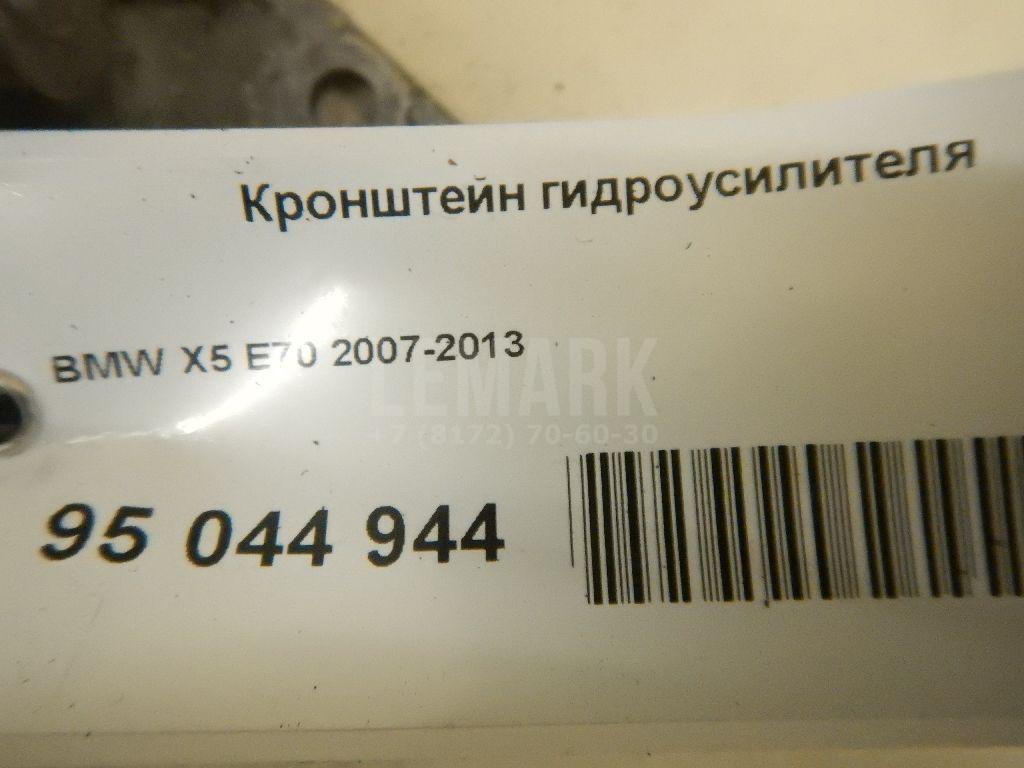 Кронштейн гидроусилителя
BMW X5 E70 2007-2013
LEMARK
+7 (8172) 70-60-30
95 044 944